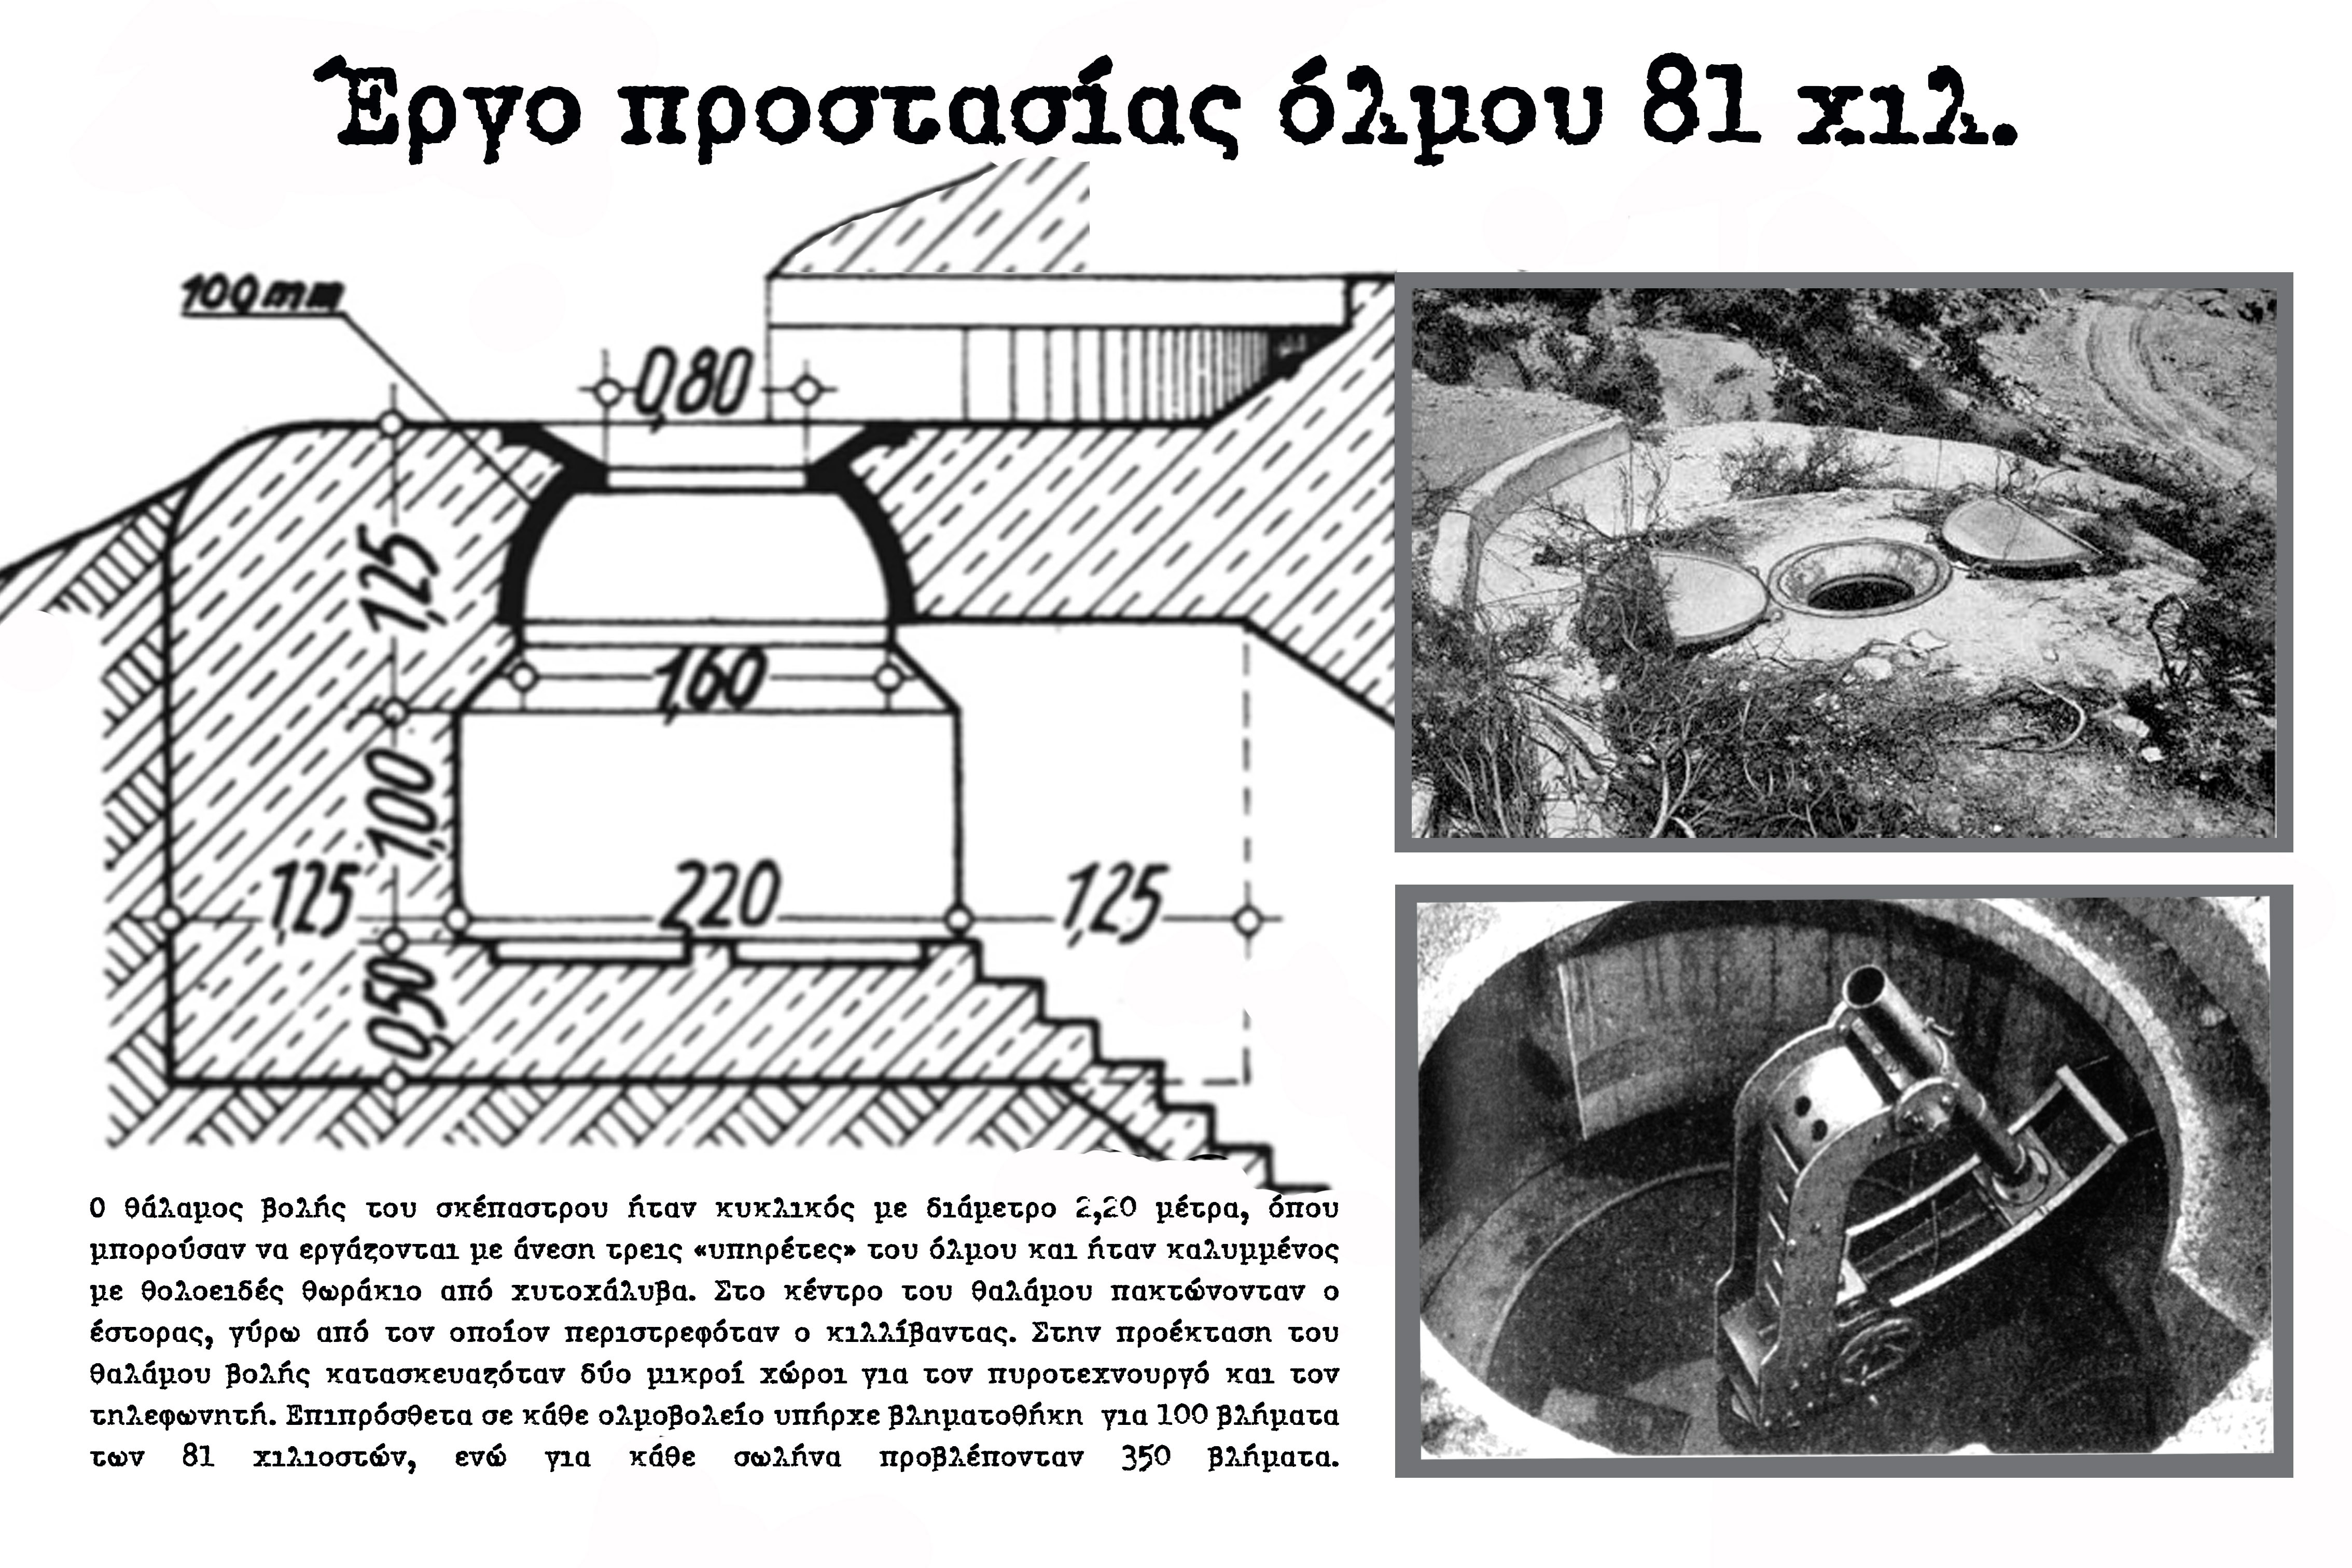 Έργο προστασίας όλμου 81 χιλ.
100mm
0,80
1,25
1,60
1,00
1,25
2,20
1,25
0,50
Ο θάλαμος βολής του σκέπαστρου ήταν κυκλικός με διάμετρο 2,20 μέτρα, όπου
μπορούσαν να εργάζονται με άνεση τρεις «υπηρέτες» του όλμου και ήταν καλυμμένος
με θολοειδές θωράκιο από χυτοχάλυβα. Στο κέντρο του θαλάμου πακτώνονταν ο
έστορας, γύρω από τον οποίον περιστρεφόταν ο κιλλίβαντας. Στην προέκταση του
θαλάμου βολής κατασκευαζόταν δύο μικροί χώροι για τον πυροτεχνουργό και τον
τηλεφωνητή. Επιπρόσθετα σε κάθε ολμοβολείο υπήρχε βληματοθήκη για 100 βλήματα
των 81 χιλιοστών, ενώ για κάθε σωλήνα προβλέπονταν 350 βλήματα.